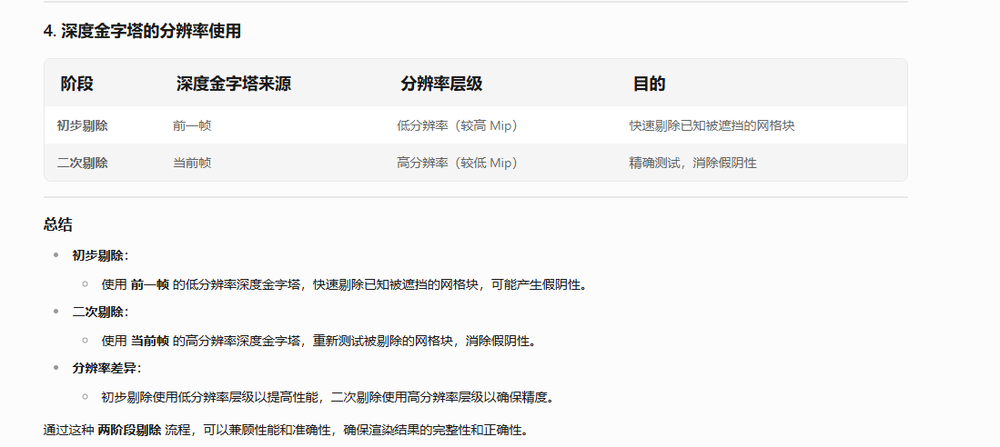 4. 深度金字塔的分辨率使用
阶段 深度金字塔来源 分辨率层级 目的
初步剔除 前一帧 低分辨率（较高 Mip） 快速剔除已知被遮挡的网格块
二次剔除 当前帧 高分辨率（较低 Mip） 精确测试，消除假阴性
总结
初步剔除：
使用 前一帧 的低分辨率深度金字塔，快速剔除已知被遮挡的网格块，可能产生假阴性。
二次剔除：
使用 当前帧 的高分辨率深度金字塔，重新测试被剔除的网格块，消除假阴性。
分辨率差异：
初步剔除使用低分辨率层级以提高性能，二次剔除使用高分辨率层级以确保精度。
通过这种 两阶段剔除 流程，可以兼顾性能和准确性，确保渲染结果的完整性和正确性。